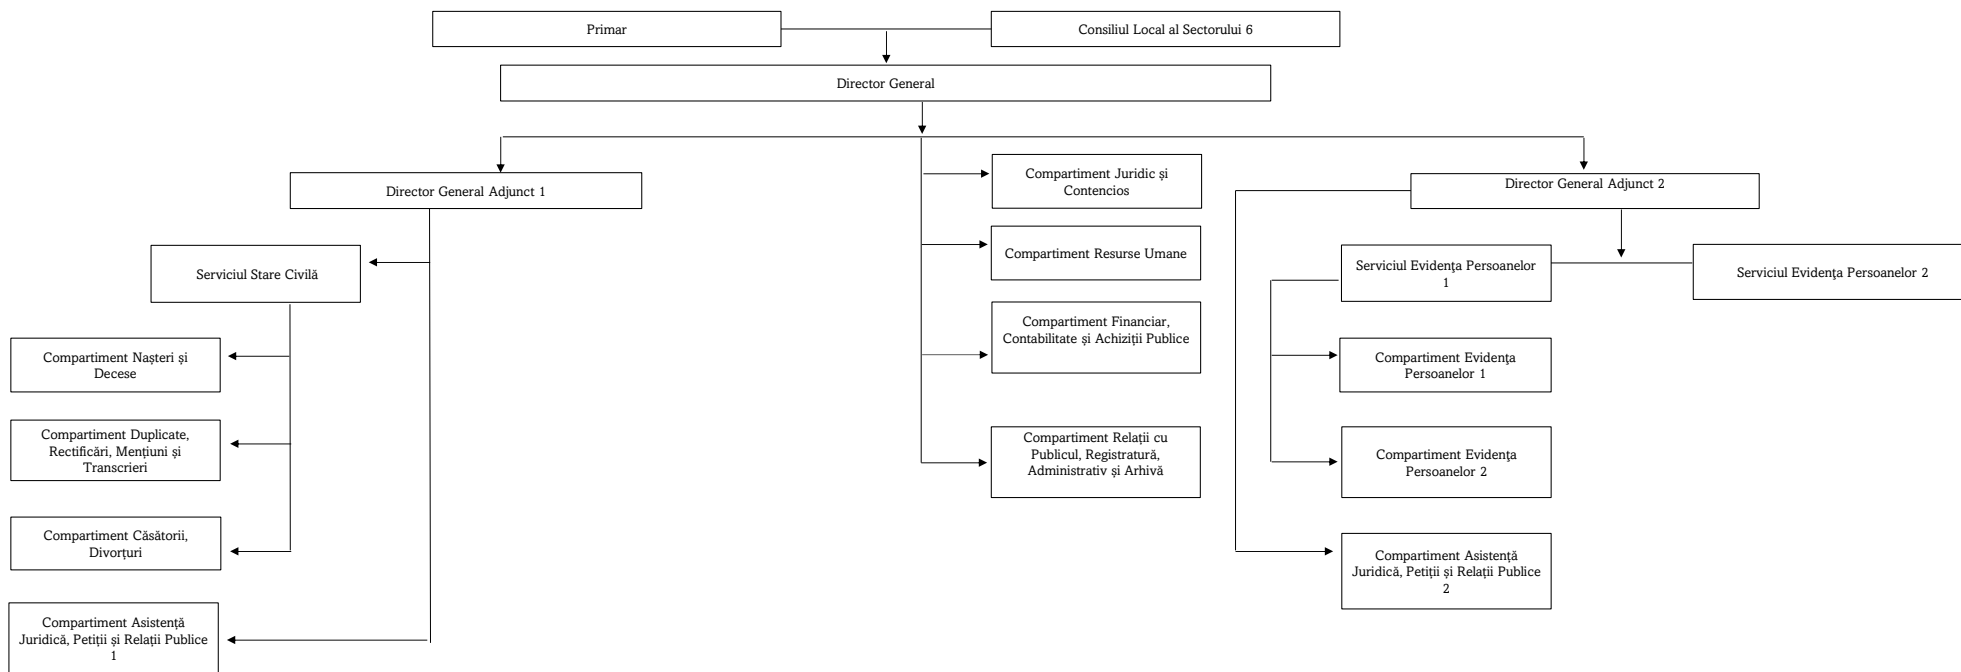 Primar
Consiliul Local al Sectorului 6
Director General
Director General Adjunct 1
Compartiment Juridic și
Contencios
Director General Adjunct 2
Serviciul Stare Civilă
Compartiment Resurse Umane
Serviciul Evidenţa Persoanelor
1
Serviciul Evidenţa Persoanelor 2
Compartiment Nașteri și
Decese
Compartiment Financiar,
Contabilitate și Achiziții Publice
Compartiment Evidenţa
Persoanelor 1
Compartiment Duplicate,
Rectificări, Mențiuni și
Transcrieri
Compartiment Relații cu
Publicul, Registratură,
Administrativ și Arhivă
Compartiment Evidenţa
Persoanelor 2
Compartiment Căsătorii,
Divorțuri
Compartiment Asistență
Juridică, Petiții și Relații Publice
2
Compartiment Asistență
Juridică, Petiții și Relații Publice
1